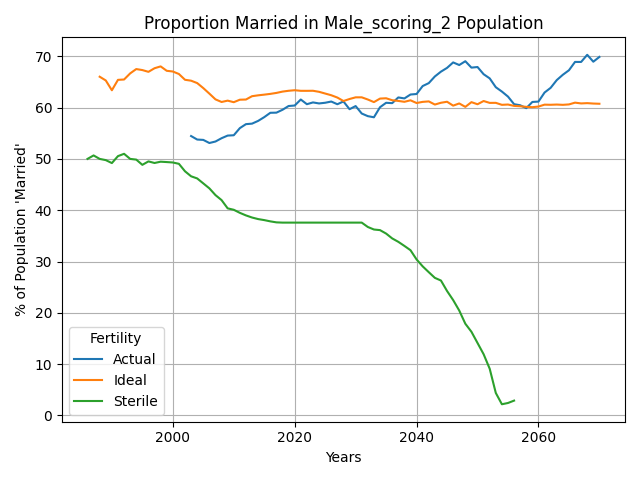 Proportion Married in Male_scoring_2 Population
% of Population 'Married'
70
60
50
40
30
20
10
0
Fertility
Actual
Ideal
Sterile
2000
2020
2040
2060
Years